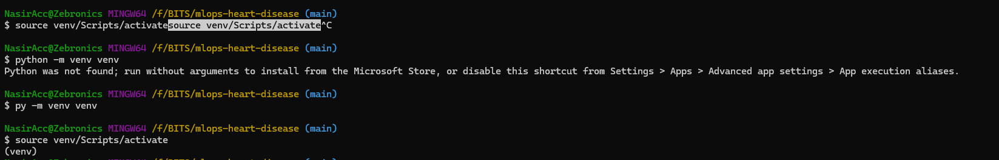 NasirAcc@Zebronics MINGW64 /f/BITS/mlops-heart-disease (main)
$ source venv/Scripts/activatesource venv/Scripts/activate^C
NasirAcc@Zebronics MINGW64 /f/BITS/mlops-heart-disease (main)
$ python -m venv venv
Python was not found; run without arguments to install from the Microsoft Store, or disable this shortcut from Settings > Apps > Advanced app settings > App execution aliases.
NasirAcc@Zebronics MINGW64 /f/BITS/mlops-heart-disease (main)
$ py -m venv venv
NasirAcc@Zebronics MINGW64 /f/BITS/mlops-heart-disease (main)
$ source venv/Scripts/activate
(venv)